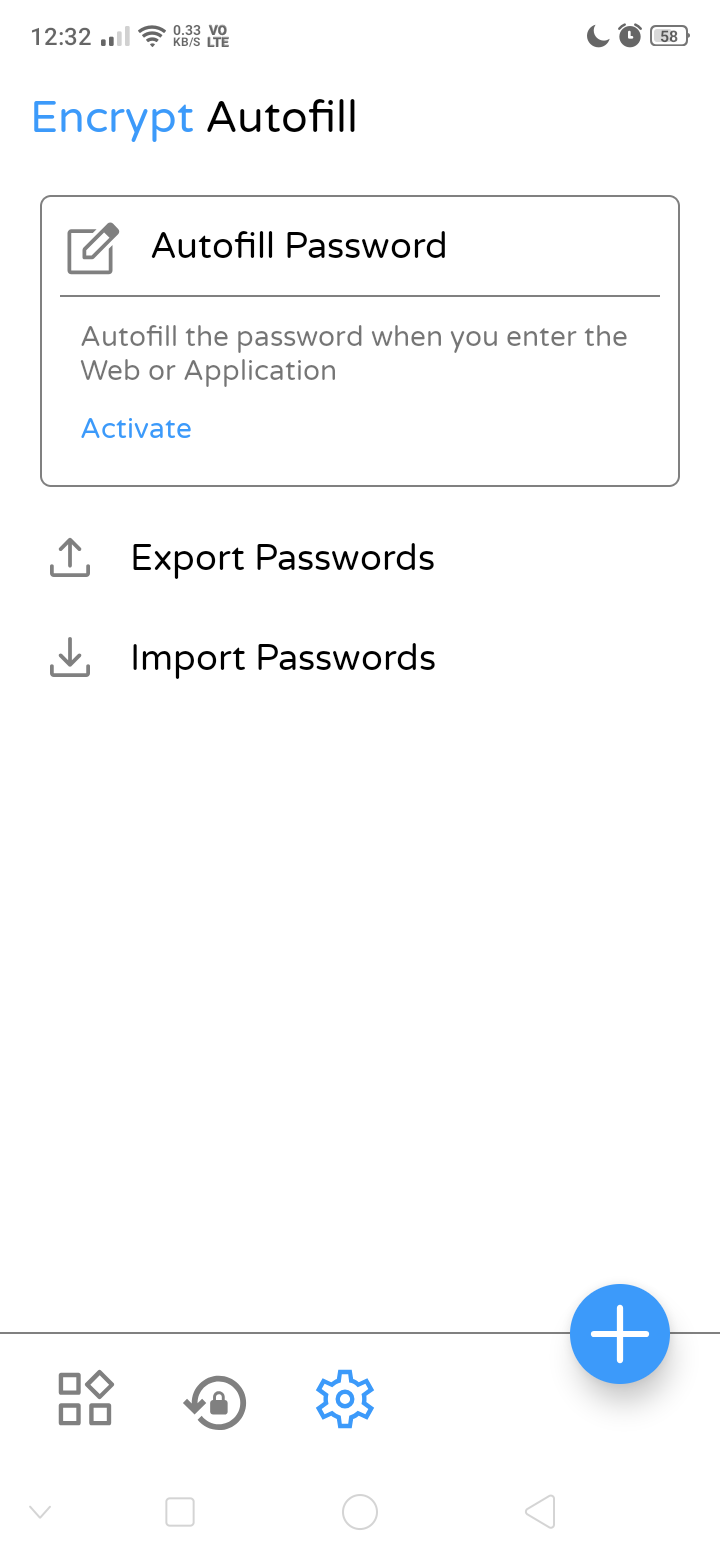 12:32 0.33 KB/S VO LTE 58
Encrypt Autofill
Autofill Password
Autofill the password when you enter the
Web or Application
Activate
Export Passwords
Import Passwords